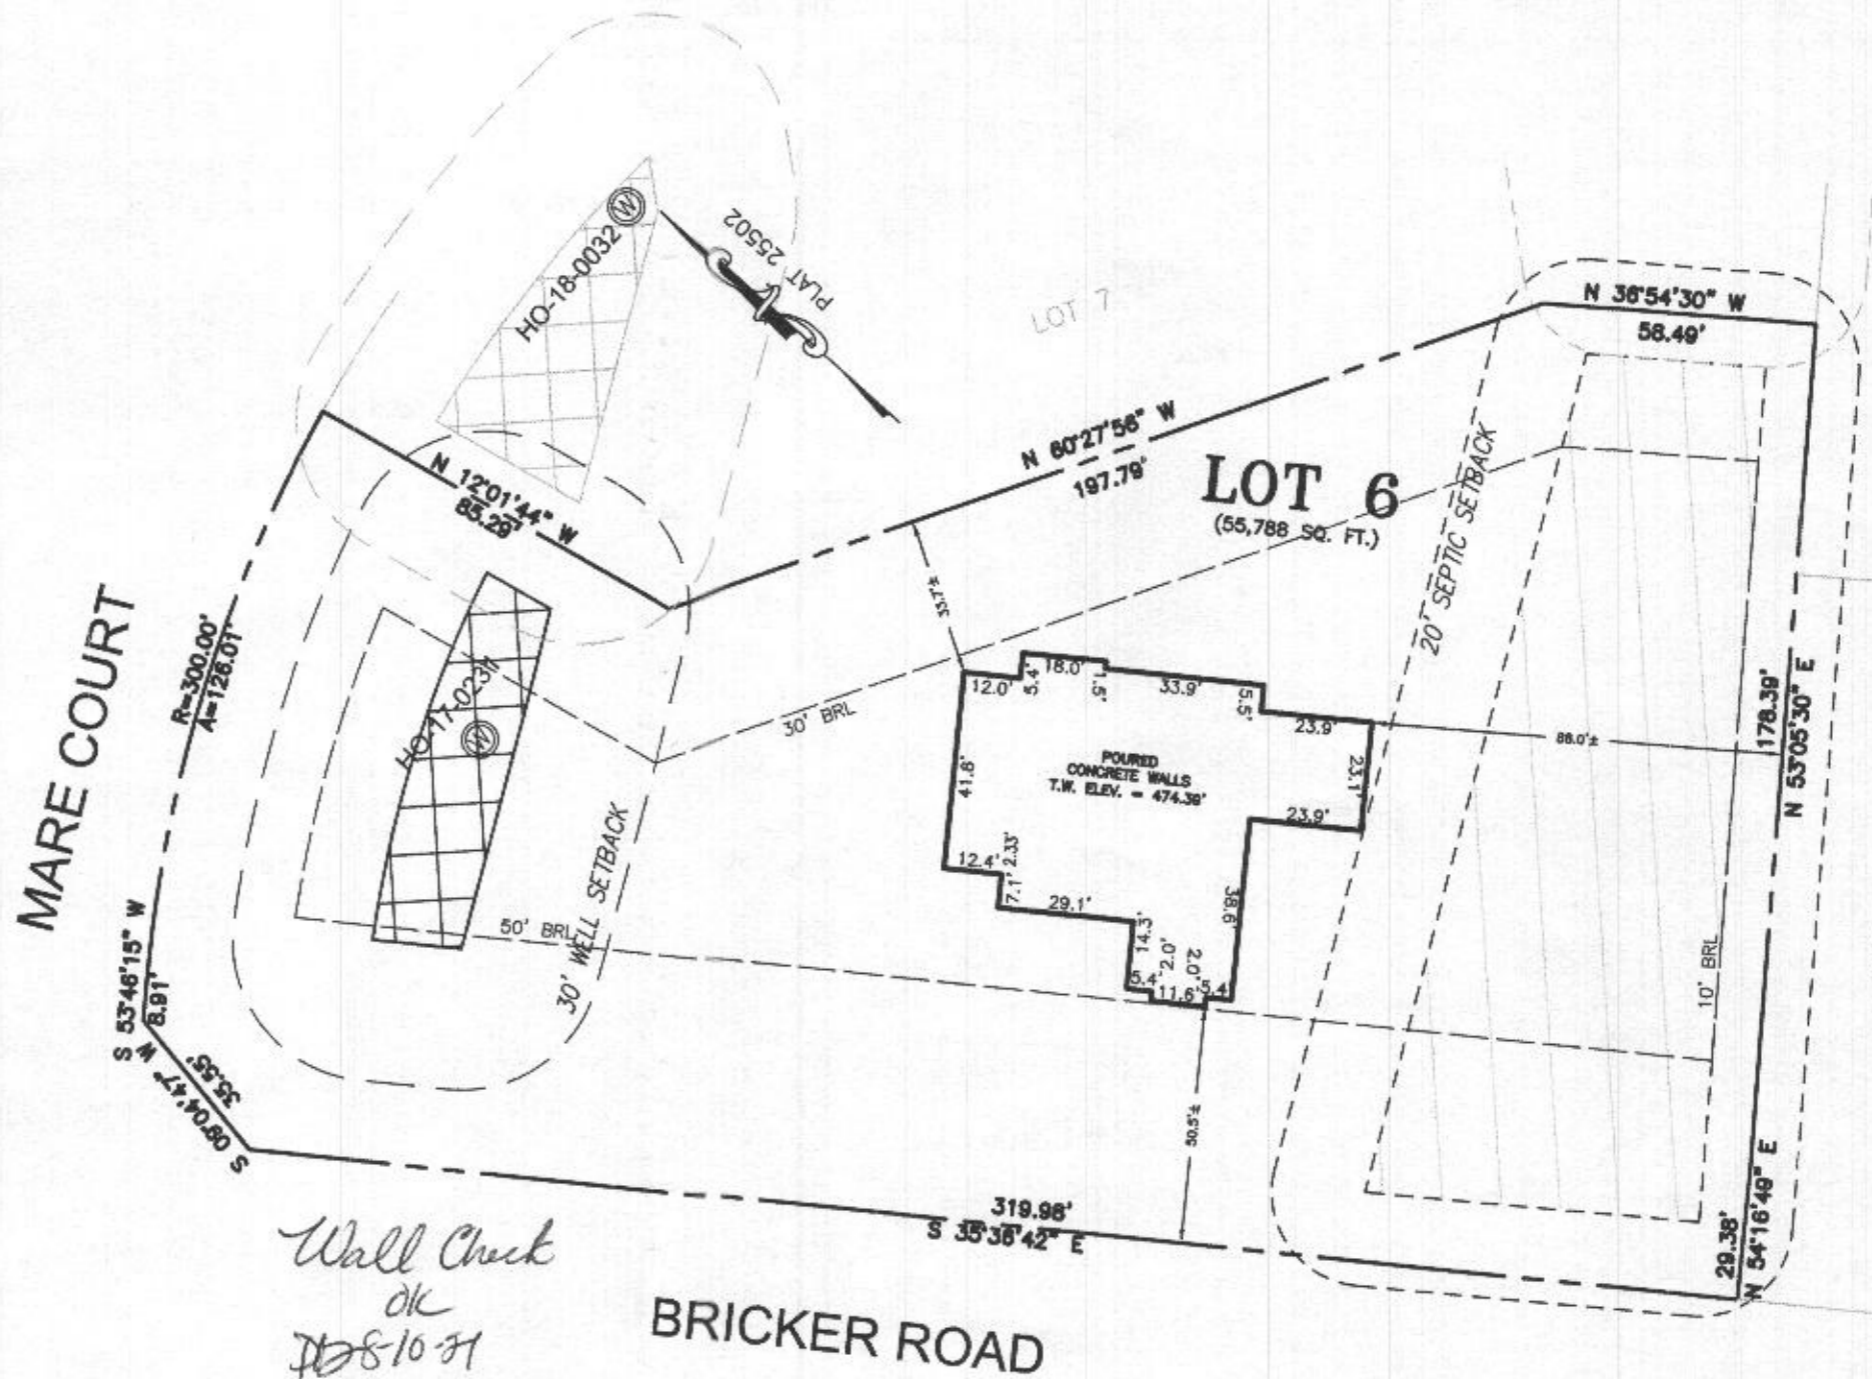 HO-18-0032
W
PLAT 25502
LOT 7
N 36°54'30" W
58.49'
N 60°27'56" W
197.79'
LOT 6
(55,788 SQ. FT.)
20' SEPTIC SETBACK
N 12°01'44" W
85.29'
MARE COURT
R=300.00'
A=126.01'
W
30' BRL
33.7'±
12.0'
5.4'
18.0'
1.5'
33.9'
5.5'
23.9'
23.1'
23.9'
POURED
CONCRETE WALLS
T.W. ELEV. = 474.39'
41.8'
12.4'
2.33'
7.1'
29.1'
14.3'
38.6'
5.4'
2.0'
11.6'
2.0'
5.4'
88.0'±
178.39'
N 53°05'30" E
50' BRL
30' WELL SETBACK
10' BRL
S 53°46'15" W
8.91'
S 09°04'47" W
35.55'
50.5'±
319.98'
S 35°36'42" E
29.38'
N 54°16'49" E
BRICKER ROAD
Wall Check
OK
8-10-21